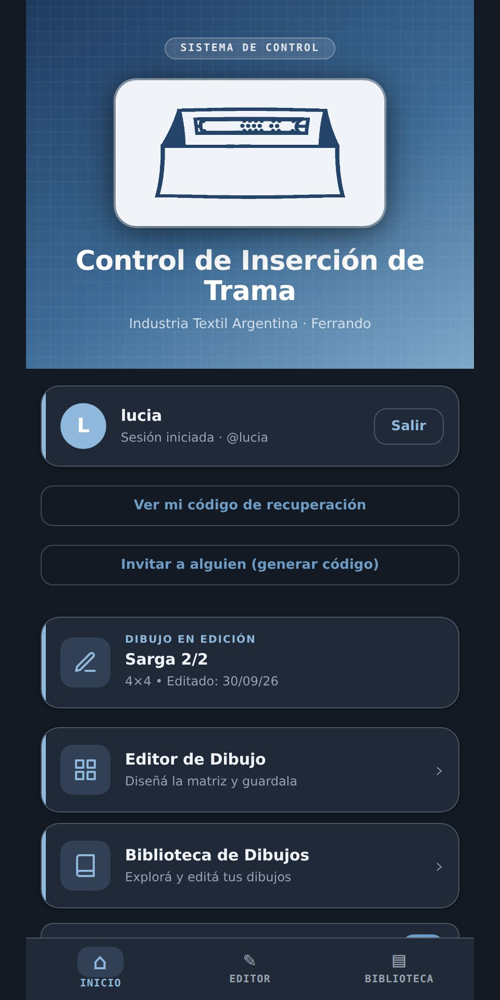 SISTEMA DE CONTROL
Control de Inserción de
Trama
Industria Textil Argentina · Ferrando
L
lucia
Sesión iniciada · @lucia
Salir
Ver mi código de recuperación
Invitar a alguien (generar código)
DIBUJO EN EDICIÓN
Sarga 2/2
4×4 • Editado: 30/09/26
Editor de Dibujo
Diseñá la matriz y guardala
Biblioteca de Dibujos
Explorá y editá tus dibujos
INICIO
EDITOR
BIBLIOTECA